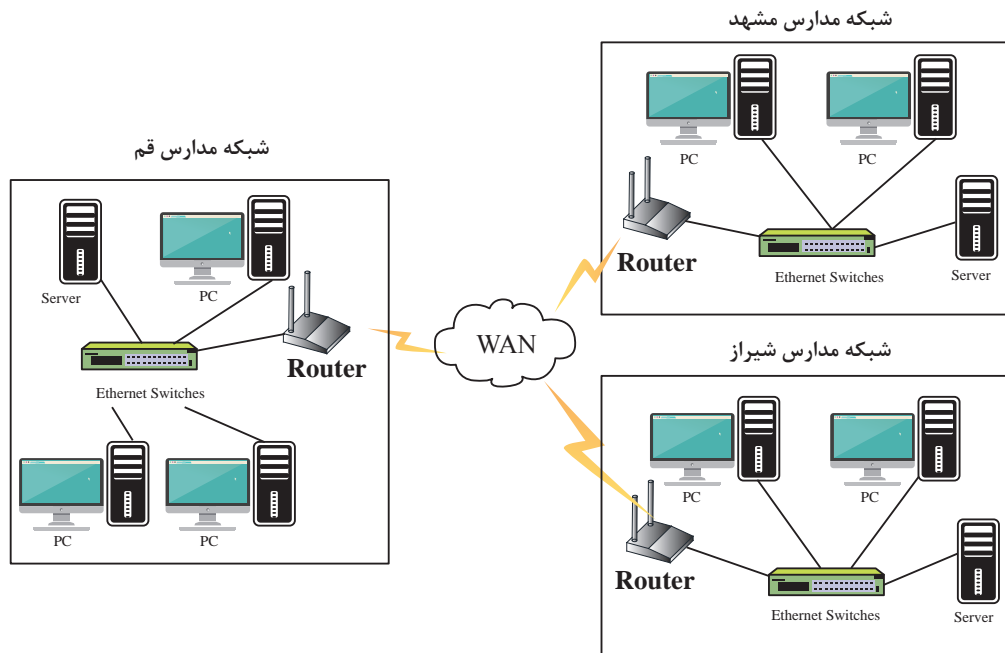 شبکه مدارس مشهد
PC
PC
Router
Ethernet Switches
Server
شبکه مدارس قم
Server
PC
Router
Ethernet Switches
PC
PC
WAN
شبکه مدارس شیراز
PC
PC
Router
Ethernet Switches
Server